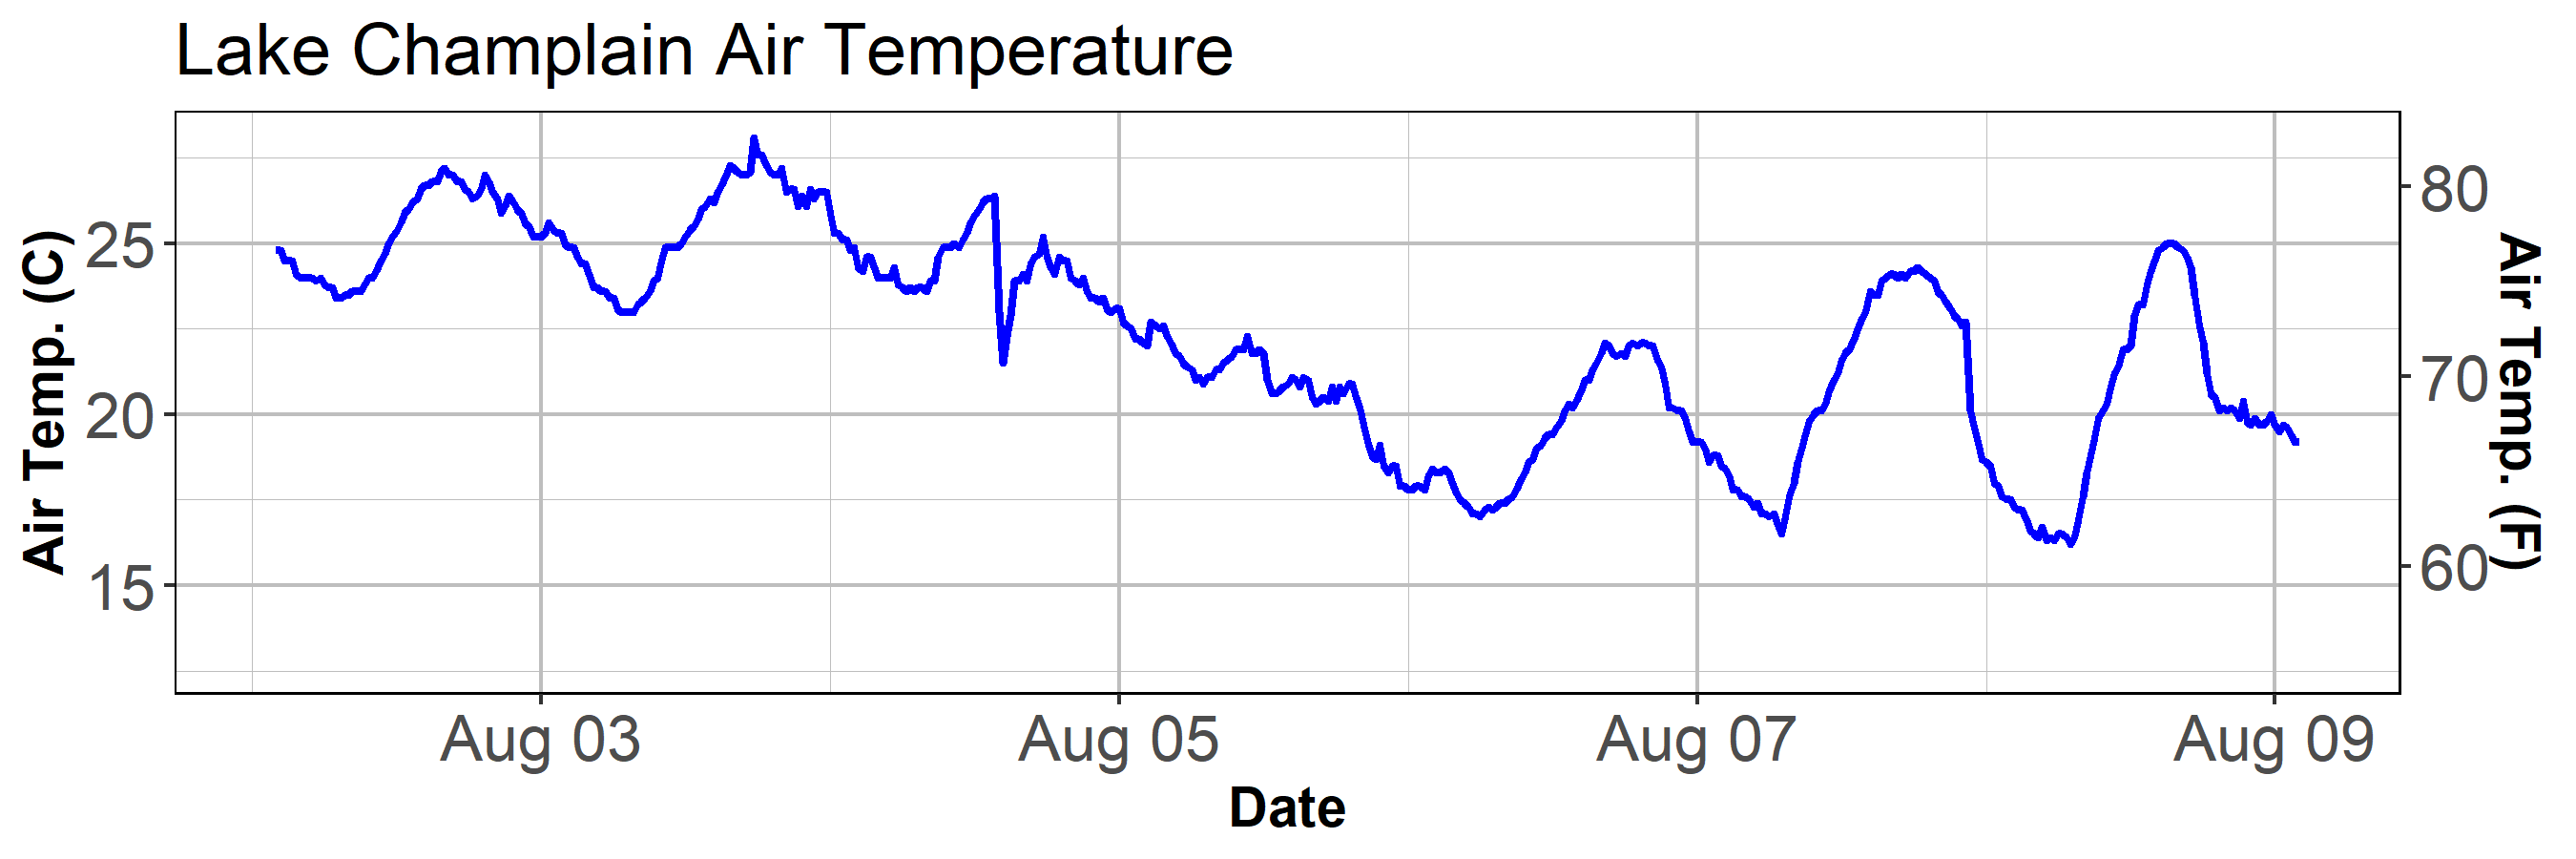 Lake Champlain Air Temperature
Air Temp. (C)
25
20
15
80
70
60
Air Temp. (F)
Aug 03
Aug 05
Aug 07
Aug 09
Date